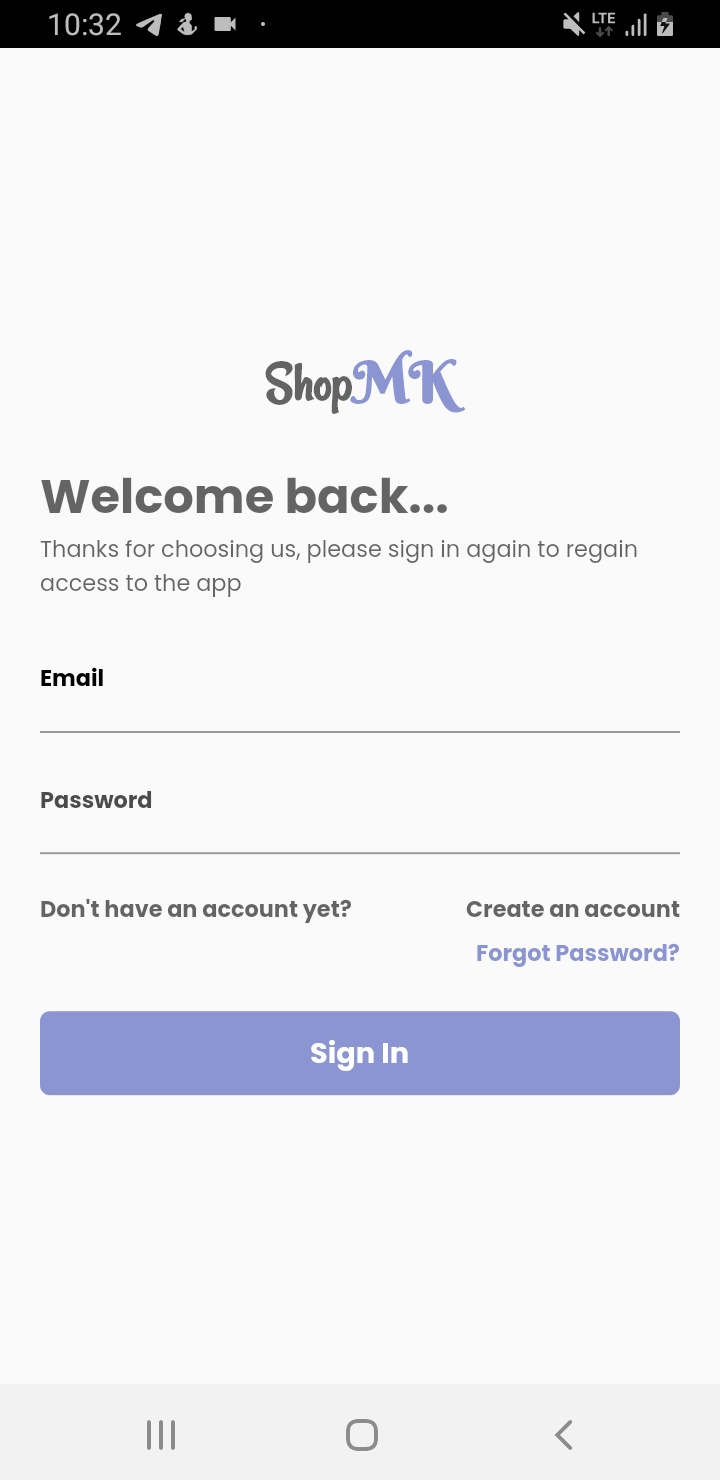 10:32
LTE
ShopMK
Welcome back...
Thanks for choosing us, please sign in again to regain
access to the app
Email
Password
Don't have an account yet? Create an account
Forgot Password?
Sign In